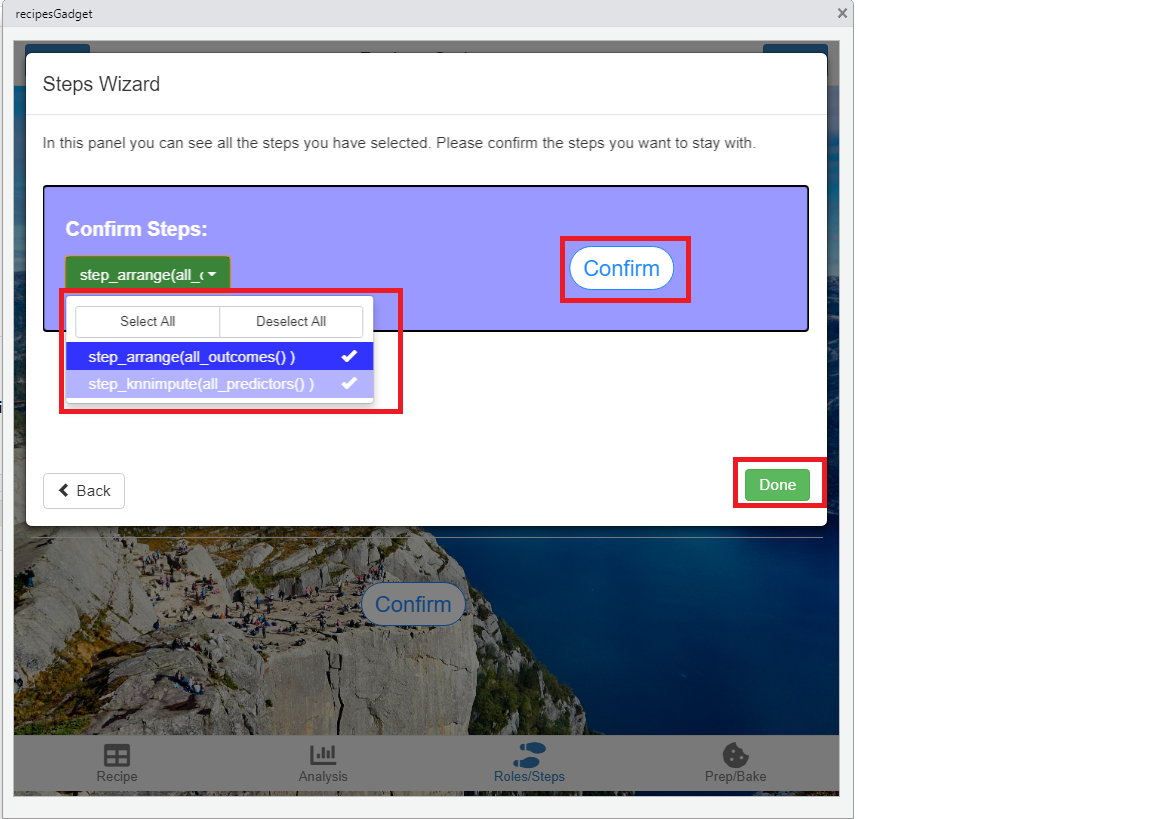 recipesGadget
Steps Wizard
In this panel you can see all the steps you have selected. Please confirm the steps you want to stay with.
Confirm Steps:
step_arrange(all_
Confirm
Select All
Deselect All
step_arrange(all_outcomes() )
step_knnimpute(all_predictors() )
Back
Done
Confirm
Recipe
Analysis
Roles/Steps
Prep/Bake